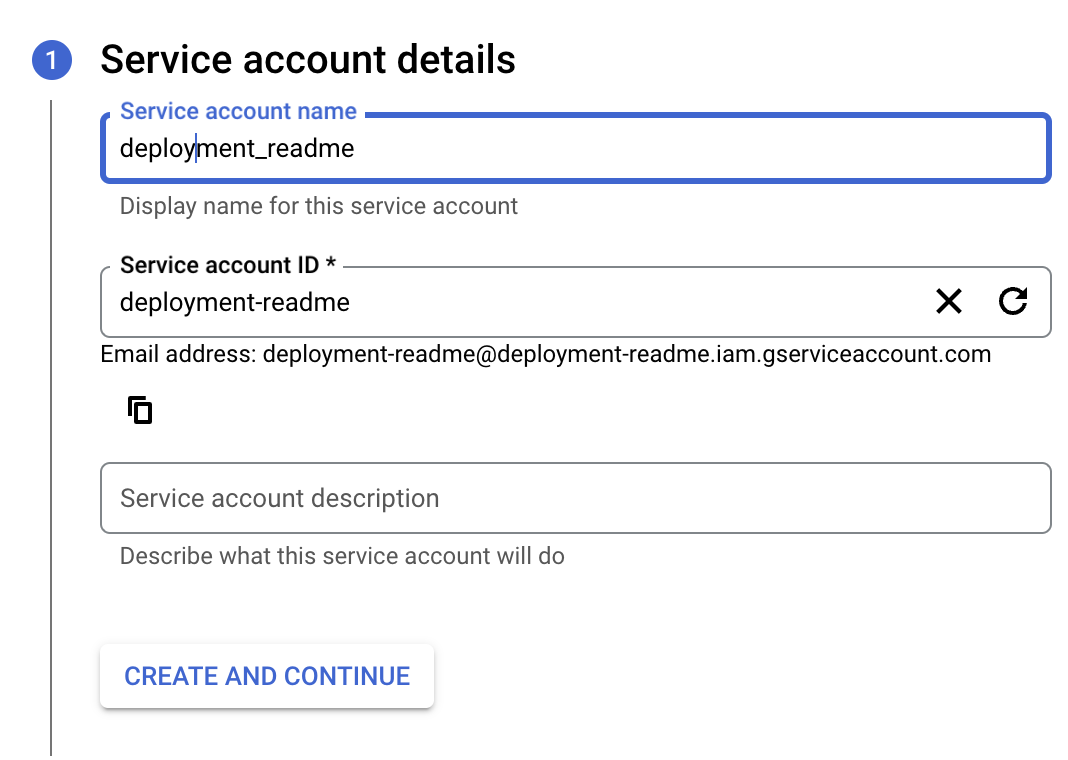 1 Service account details
Service account name
deployment_readme
Display name for this service account
Service account ID *
deployment-readme
Email address: deployment-readme@deployment-readme.iam.gserviceaccount.com
Service account description
Describe what this service account will do
CREATE AND CONTINUE